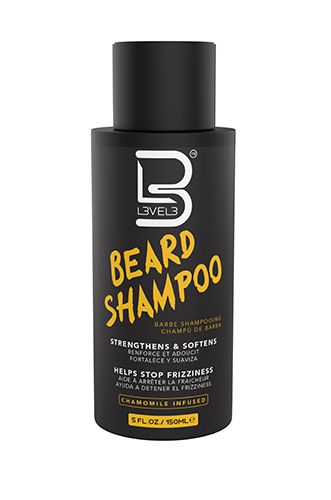 TM
L3VEL3
BEARD
SHAMPOO
BARBE SHAMPOOING
CHAMPÚ DE BARBA
STRENGTHENS & SOFTENS
RENFORCE ET ADOUCIT
FORTALECE Y SUAVIZA
HELPS STOP FRIZZINESS
AIDE À ARRÊTER LA FRAICHEUR
AYUDA A DETENER EL FRIZZINESS
CHAMOMILE INFUSED
5 FL.OZ./150ML℮